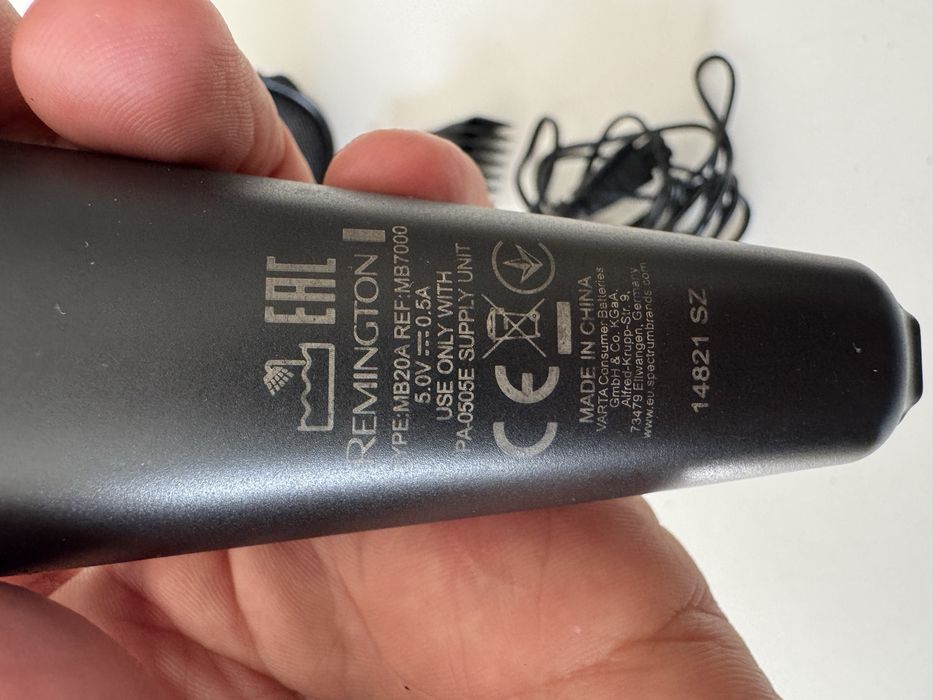 EAC
REMINGTON
TYPE:MB20A REF:MB7000
5.0V⎓0.5A
USE ONLY WITH
PA-0505E SUPPLY UNIT
CE
MADE IN CHINA
VARTA Consumer Batteries
GmbH & Co. KGaA,
Alfred-Krupp-Str. 9,
73479 Ellwangen, Germany
www.eu.spectrumbrands.com
14821 SZ